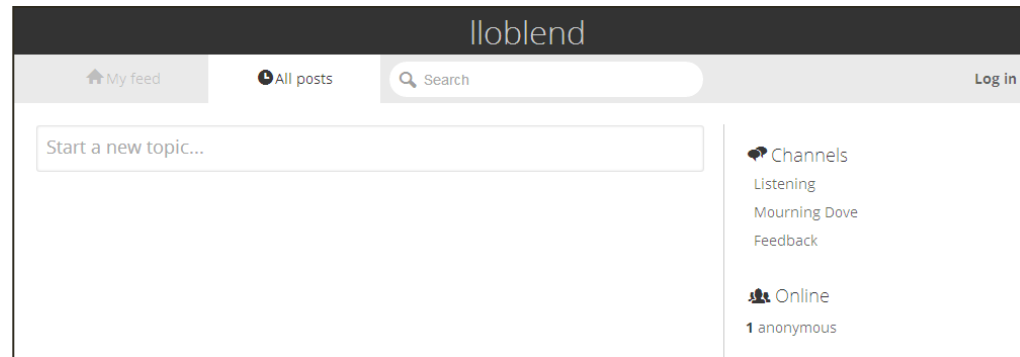 lloblend
My feed
All posts
Search
Log in
Start a new topic...
Channels
Listening
Mourning Dove
Feedback
Online
1 anonymous